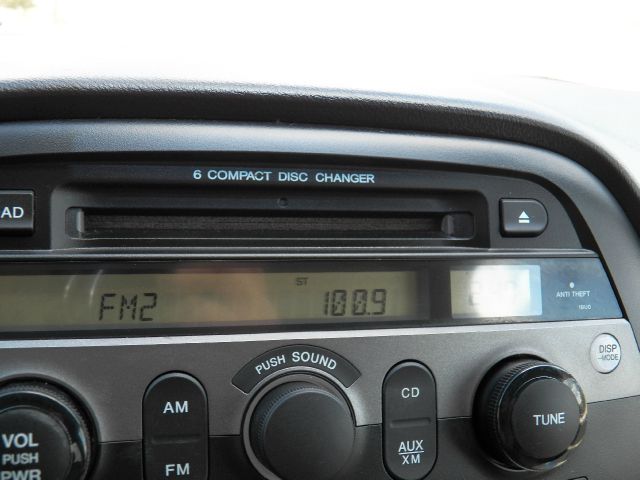 6 COMPACT DISC CHANGER
AD
ST
FM2 100.9
ANTI THEFT
PUSH SOUND
DISP
-MODE
AM
CD
TUNE
VOL
PUSH
PWR
FM
AUX
XM